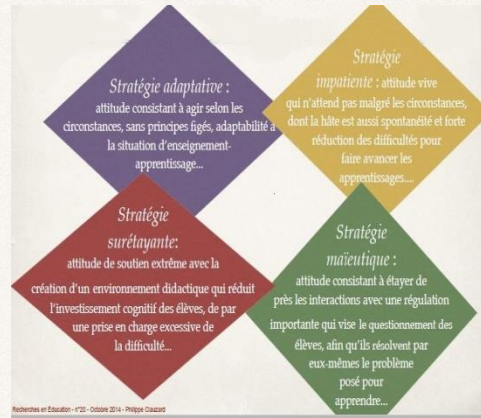 Stratégie adaptative :
attitude consistant à agir selon les
circonstances, sans principes figés, adaptabilité à
la situation d'enseignement-
apprentissage...
Stratégie
impatiente : attitude vive
qui n'attend pas malgré les circonstances,
dont la hâte est aussi spontanéité et forte
réduction des difficultés pour
faire avancer les
apprentissages....
Stratégie
surétayante:
attitude de soutien extrême avec la
création d'un environnement didactique qui réduit
l'investissement cognitif des élèves, de par
une prise en charge excessive de
la difficulté...
Stratégie
maïeutique :
attitude consistant à étayer de
près les interactions avec une régulation
importante qui vise le questionnement des
élèves, afin qu'ils résolvent par
eux-mêmes le problème
posé pour
apprendre...
Recherches en Éducation - n°20 - Octobre 2014 - Philippe Clauzard